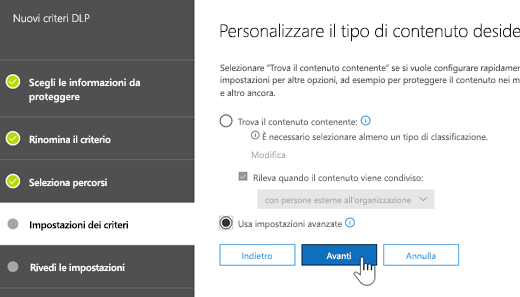 Nuovi criteri DLP
Scegli le informazioni da
proteggere
Rinomina il criterio
Seleziona percorsi
Impostazioni dei criteri
Rivedi le impostazioni
Personalizzare il tipo di contenuto deside
Selezionare "Trova il contenuto contenente" se si vuole configurare rapidamen
impostazioni per altre opzioni, ad esempio per proteggere il contenuto nei m
e altro ancora.
Trova il contenuto contenente:
È necessario selezionare almeno un tipo di classificazione.
Modifica
Rileva quando il contenuto viene condiviso:
con persone esterne all'organizzazione
Usa impostazioni avanzate
Indietro
Avanti
Annulla